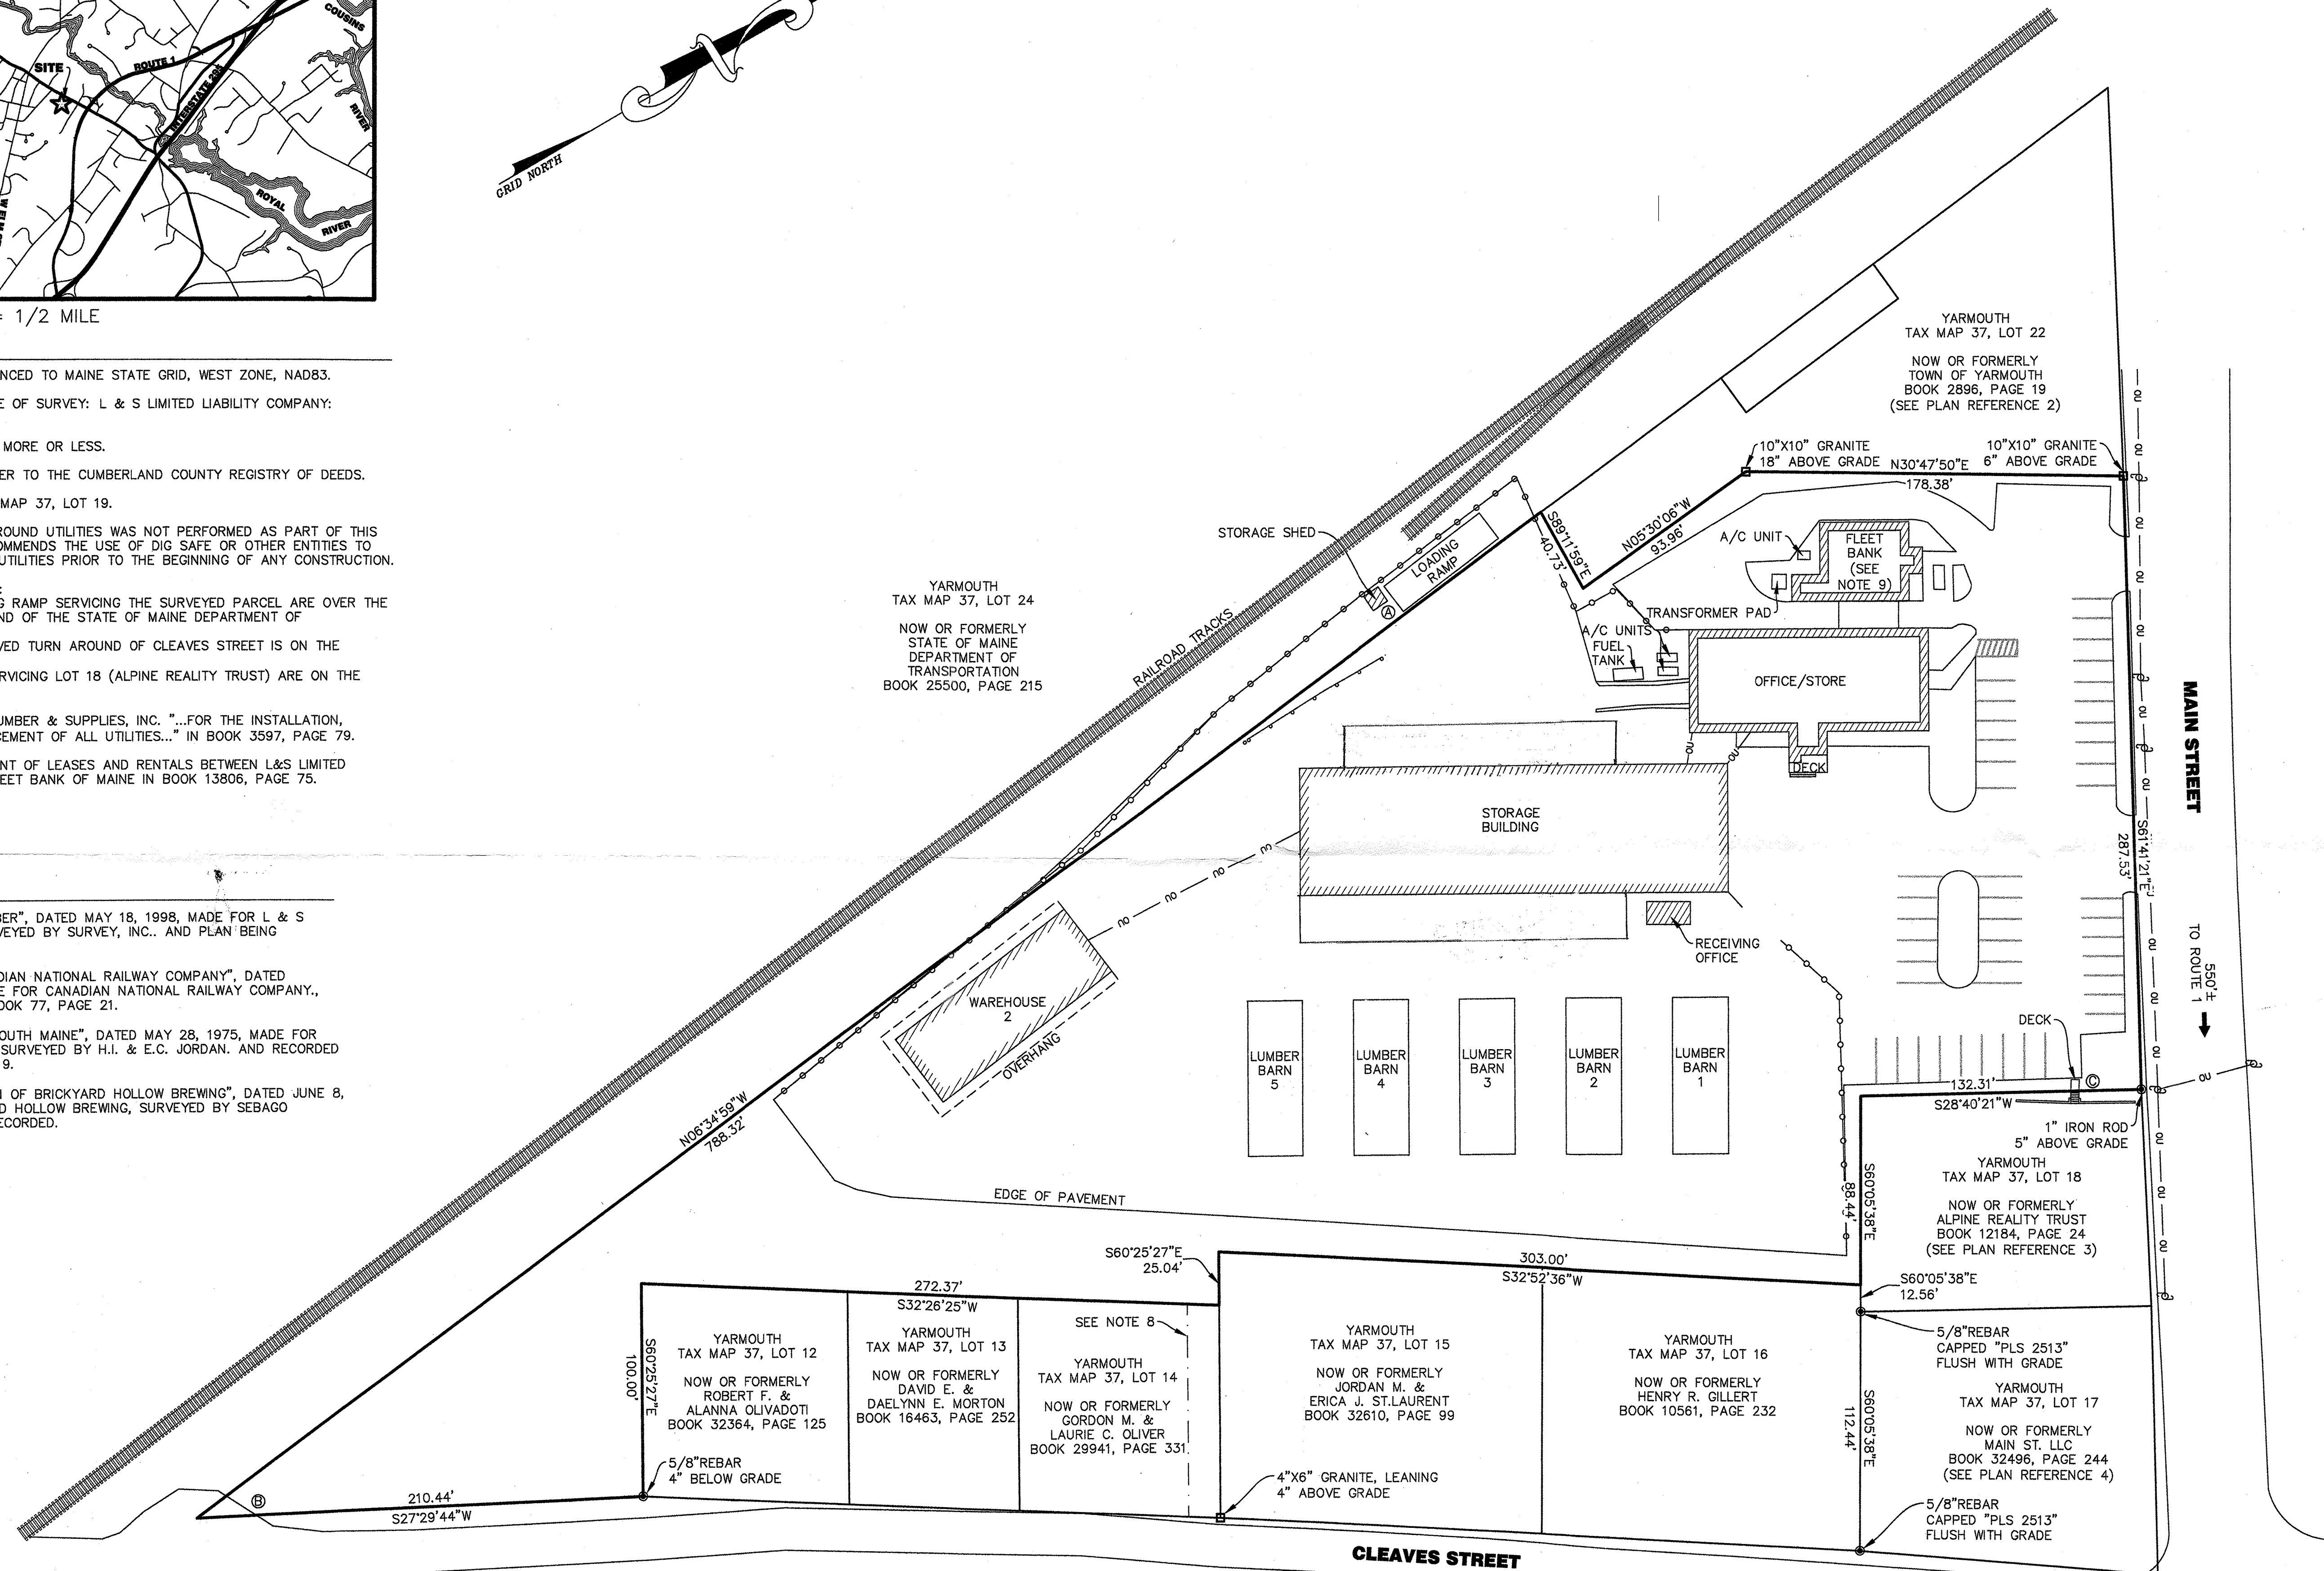 COUSINS
RIVER
SITE
ROUTE 1
INTERSTATE 295
ROYAL
RIVER
= 1/2 MILE
GRID NORTH
NCED TO MAINE STATE GRID, WEST ZONE, NAD83.
E OF SURVEY: L & S LIMITED LIABILITY COMPANY:
MORE OR LESS.
ER TO THE CUMBERLAND COUNTY REGISTRY OF DEEDS.
MAP 37, LOT 19.
ROUND UTILITIES WAS NOT PERFORMED AS PART OF THIS
OMMENDS THE USE OF DIG SAFE OR OTHER ENTITIES TO
UTILITIES PRIOR TO THE BEGINNING OF ANY CONSTRUCTION.
G RAMP SERVICING THE SURVEYED PARCEL ARE OVER THE
ND OF THE STATE OF MAINE DEPARTMENT OF
VED TURN AROUND OF CLEAVES STREET IS ON THE
RVICING LOT 18 (ALPINE REALITY TRUST) ARE ON THE
UMBER & SUPPLIES, INC. "...FOR THE INSTALLATION,
CEMENT OF ALL UTILITIES..." IN BOOK 3597, PAGE 79.
NT OF LEASES AND RENTALS BETWEEN L&S LIMITED
EET BANK OF MAINE IN BOOK 13806, PAGE 75.
BER", DATED MAY 18, 1998, MADE FOR L & S
VEYED BY SURVEY, INC.. AND PLAN BEING
DIAN NATIONAL RAILWAY COMPANY", DATED
E FOR CANADIAN NATIONAL RAILWAY COMPANY.,
OOK 77, PAGE 21.
OUTH MAINE", DATED MAY 28, 1975, MADE FOR
SURVEYED BY H.I. & E.C. JORDAN. AND RECORDED
9.
N OF BRICKYARD HOLLOW BREWING", DATED JUNE 8,
D HOLLOW BREWING, SURVEYED BY SEBAGO
ECORDED.
YARMOUTH
TAX MAP 37, LOT 24
NOW OR FORMERLY
STATE OF MAINE
DEPARTMENT OF
TRANSPORTATION
BOOK 25500, PAGE 215
RAILROAD TRACKS
STORAGE SHED
LOADING
RAMP
A
S89°11'59"E
40.73'
N05°30'06"W
93.96'
YARMOUTH
TAX MAP 37, LOT 22
NOW OR FORMERLY
TOWN OF YARMOUTH
BOOK 2896, PAGE 19
(SEE PLAN REFERENCE 2)
10"X10" GRANITE
18" ABOVE GRADE
N30°47'50"E
178.38'
10"X10" GRANITE
6" ABOVE GRADE
A/C UNIT
FLEET
BANK
(SEE
NOTE 9)
TRANSFORMER PAD
A/C UNITS
FUEL
TANK
OFFICE/STORE
DECK
STORAGE
BUILDING
OU
RECEIVING
OFFICE
MAIN STREET
S61°41'21"E
287.53'
550'±
TO ROUTE 1
WAREHOUSE
2
OVERHANG
LUMBER
BARN
5
LUMBER
BARN
4
LUMBER
BARN
3
LUMBER
BARN
2
LUMBER
BARN
1
DECK
C
132.31'
S28°40'21"W
1" IRON ROD
5" ABOVE GRADE
YARMOUTH
TAX MAP 37, LOT 18
NOW OR FORMERLY
ALPINE REALITY TRUST
BOOK 12184, PAGE 24
(SEE PLAN REFERENCE 3)
S60°05'38"E
88.44'
N06°34'59"W
788.32'
EDGE OF PAVEMENT
S60°25'27"E
25.04'
303.00'
S32°52'36"W
272.37'
S32°26'25"W
S60°05'38"E
12.56'
5/8"REBAR
CAPPED "PLS 2513"
FLUSH WITH GRADE
S60°25'27"E
1000.00'
YARMOUTH
TAX MAP 37, LOT 12
NOW OR FORMERLY
ROBERT F. &
ALANNA OLIVADOTI
BOOK 32364, PAGE 125
YARMOUTH
TAX MAP 37, LOT 13
NOW OR FORMERLY
DAVID E. &
DAELYNN E. MORTON
BOOK 16463, PAGE 252
SEE NOTE 8
YARMOUTH
TAX MAP 37, LOT 14
NOW OR FORMERLY
GORDON M. &
LAURIE C. OLIVER
BOOK 29941, PAGE 331
YARMOUTH
TAX MAP 37, LOT 15
NOW OR FORMERLY
JORDAN M. &
ERICA J. ST.LAURENT
BOOK 32610, PAGE 99
YARMOUTH
TAX MAP 37, LOT 16
NOW OR FORMERLY
HENRY R. GILLERT
BOOK 10561, PAGE 232
S60°05'38"E
112.44'
YARMOUTH
TAX MAP 37, LOT 17
NOW OR FORMERLY
MAIN ST. LLC
BOOK 32496, PAGE 244
(SEE PLAN REFERENCE 4)
5/8"REBAR
4" BELOW GRADE
4"X6" GRANITE, LEANING
4" ABOVE GRADE
5/8"REBAR
CAPPED "PLS 2513"
FLUSH WITH GRADE
B
210.44'
S27°29'44"W
CLEAVES STREET